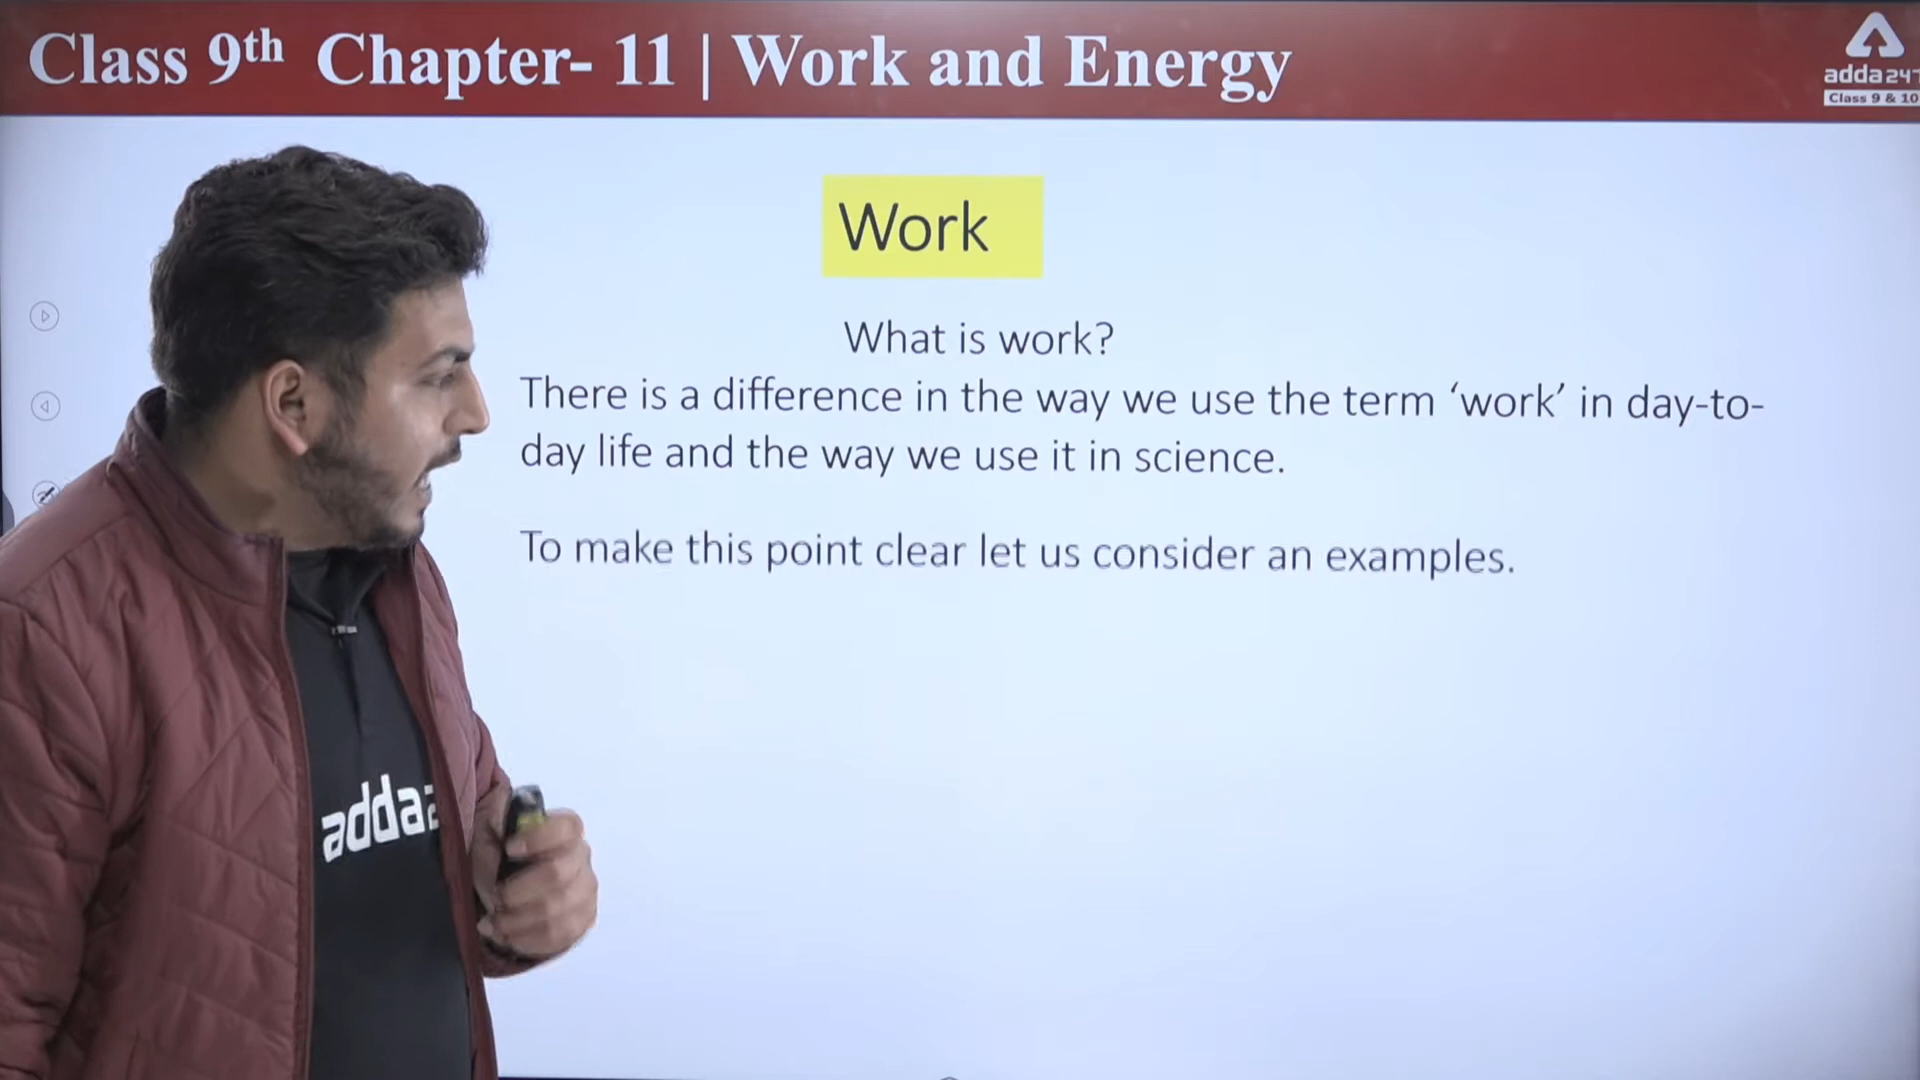 Class 9th Chapter- 11 | Work and Energy
adda247
Class 9 & 10
Work
What is work?
There is a difference in the way we use the term ‘work’ in day-to-
day life and the way we use it in science.
To make this point clear let us consider an examples.
adda2